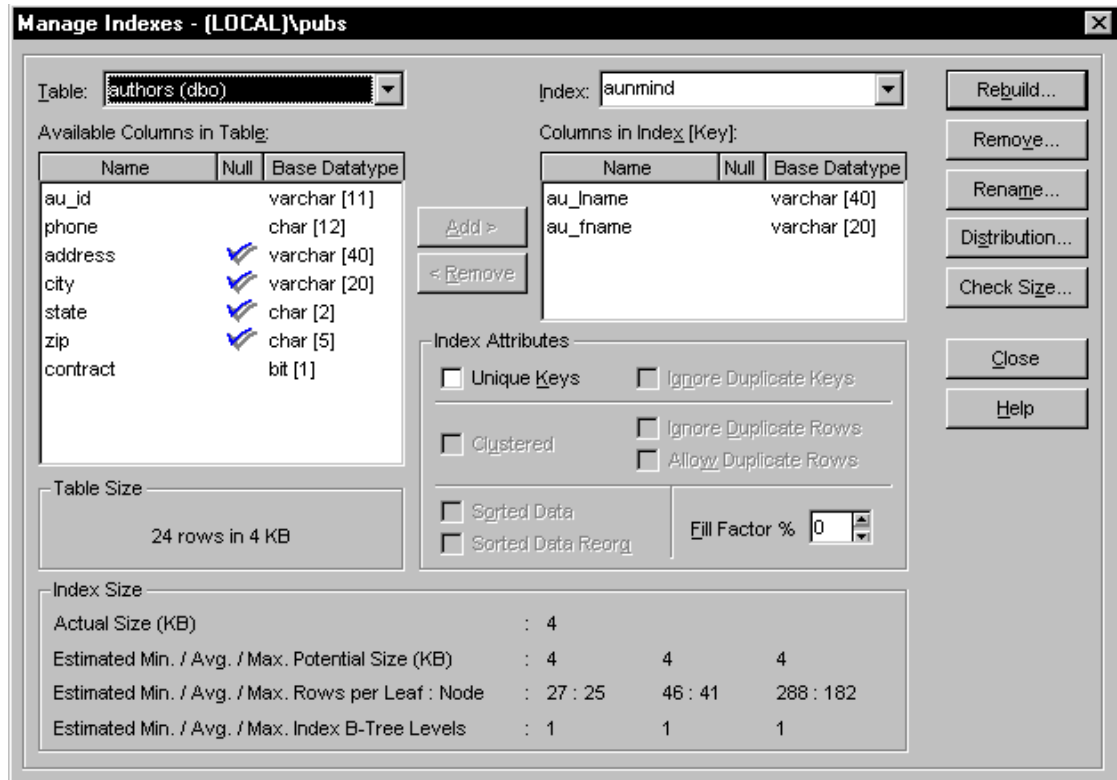 Manage Indexes - (LOCAL)\pubs
Table: authors (dbo)
Index: aunmind
Rebuild...
Remove...
Rename...
Distribution...
Check Size...
Close
Help
Available Columns in Table:
Name Null Base Datatype
au_id varchar [11]
phone char [12]
address varchar [40]
city varchar [20]
state char [2]
zip char [5]
contract bit [1]
Add >
< Remove
Columns in Index [Key]:
Name Null Base Datatype
au_lname varchar [40]
au_fname varchar [20]
Index Attributes
Unique Keys Ignore Duplicate Keys
Clustered Ignore Duplicate Rows
Allow Duplicate Rows
Sorted Data
Sorted Data Reorg
Fill Factor % 0
Table Size
24 rows in 4 KB
Index Size
Actual Size (KB) : 4
Estimated Min. / Avg. / Max. Potential Size (KB) : 4 4 4
Estimated Min. / Avg. / Max. Rows per Leaf : Node : 27 : 25 46 : 41 288 : 182
Estimated Min. / Avg. / Max. Index B-Tree Levels : 1 1 1